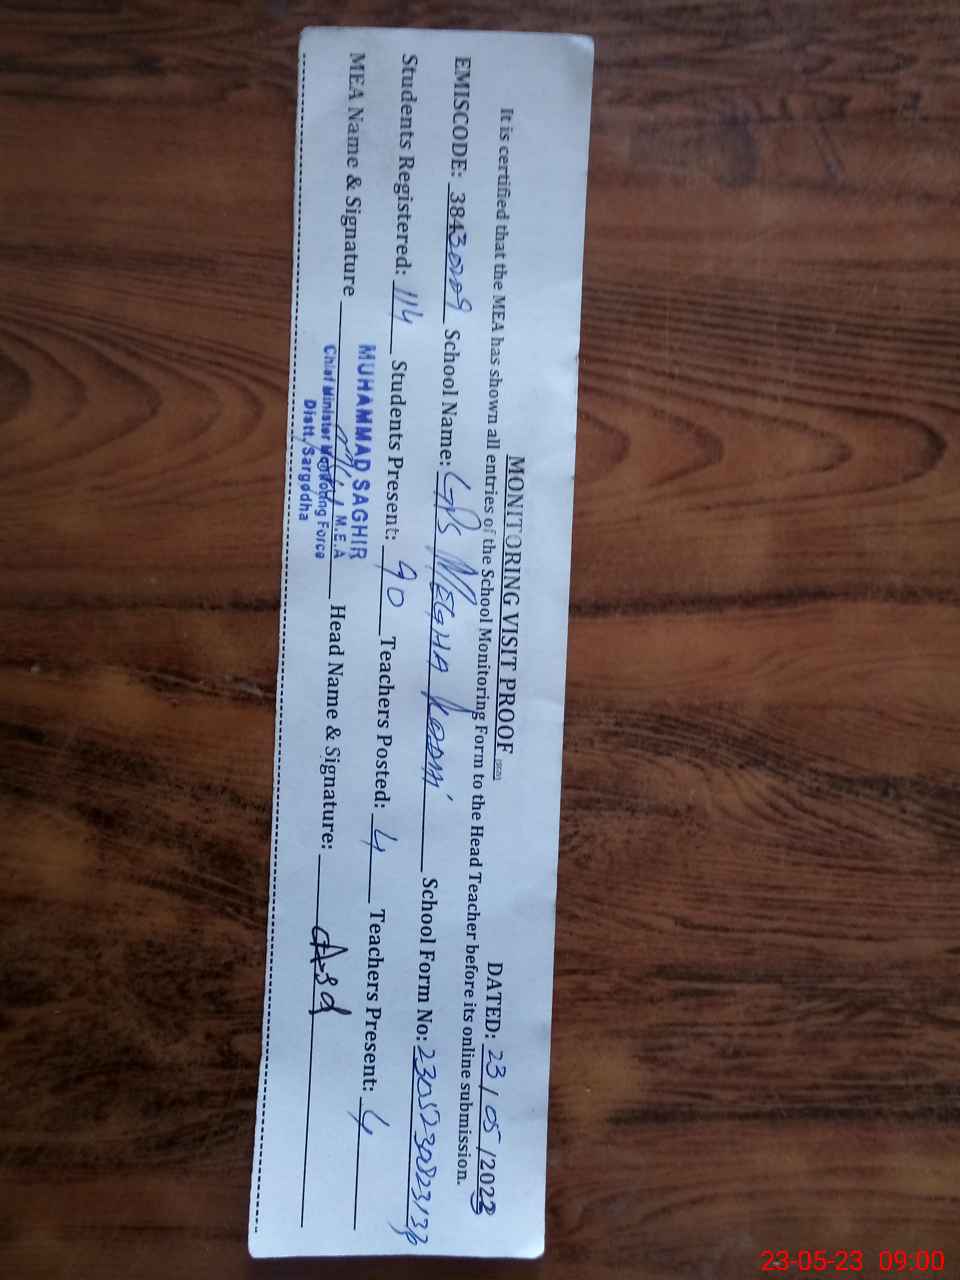 MONITORING VISIT PROOF
DATED: 23/05/2023
It is certified that the MEA has shown all entries of the School Monitoring Form to the Head Teacher before its online submission.
EMISCODE: 38430209 School Name: GPS MEGHA KADHI School Form No:
Students Registered: 114 Students Present: 90 Teachers Posted: 4 Teachers Present: 4
MEA Name & Signature Head Name & Signature:
MUHAMMAD SAGHIR
M.E.A
Chief Minister Monitoring Force
Distt. Sargodha
23-05-23 09:00